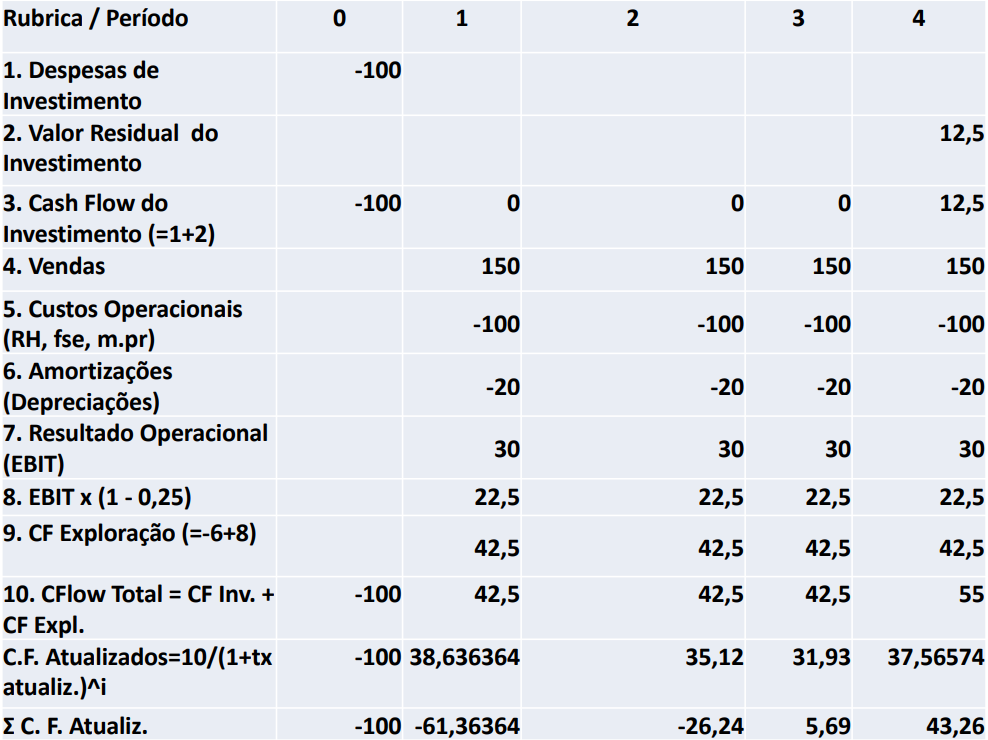 Rubrica / Período 0 1 2 3 4
1. Despesas de -100
Investimento
2. Valor Residual do 12,5
Investimento
3. Cash Flow do -100 0 0 0 12,5
Investimento (=1+2)
4. Vendas 150 150 150 150
5. Custos Operacionais
(RH, fse, m.pr) -100 -100 -100 -100
6. Amortizações
(Depreciações) -20 -20 -20 -20
7. Resultado Operacional
(EBIT) 30 30 30 30
8. EBIT x (1 - 0,25) 22,5 22,5 22,5 22,5
9. CF Exploração (=-6+8)
42,5 42,5 42,5 42,5
10. CFlow Total = CF Inv. + -100 42,5 42,5 42,5 55
CF Expl.
C.F. Atualizados=10/(1+tx -100 38,636364 35,12 31,93 37,56574
atualiz.)^i
Σ C. F. Atualiz. -100 -61,36364 -26,24 5,69 43,26